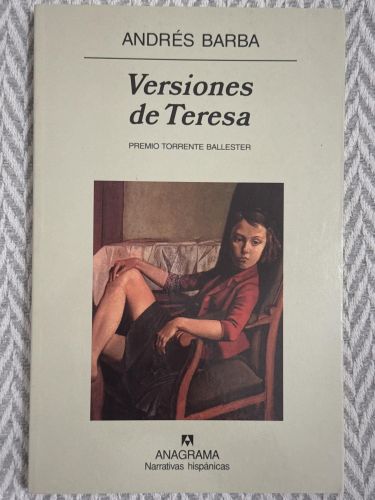 ANDRÉS BARBA
Versiones
de Teresa
PREMIO TORRENTE BALLESTER
ANAGRAMA
Narrativas hispánicas